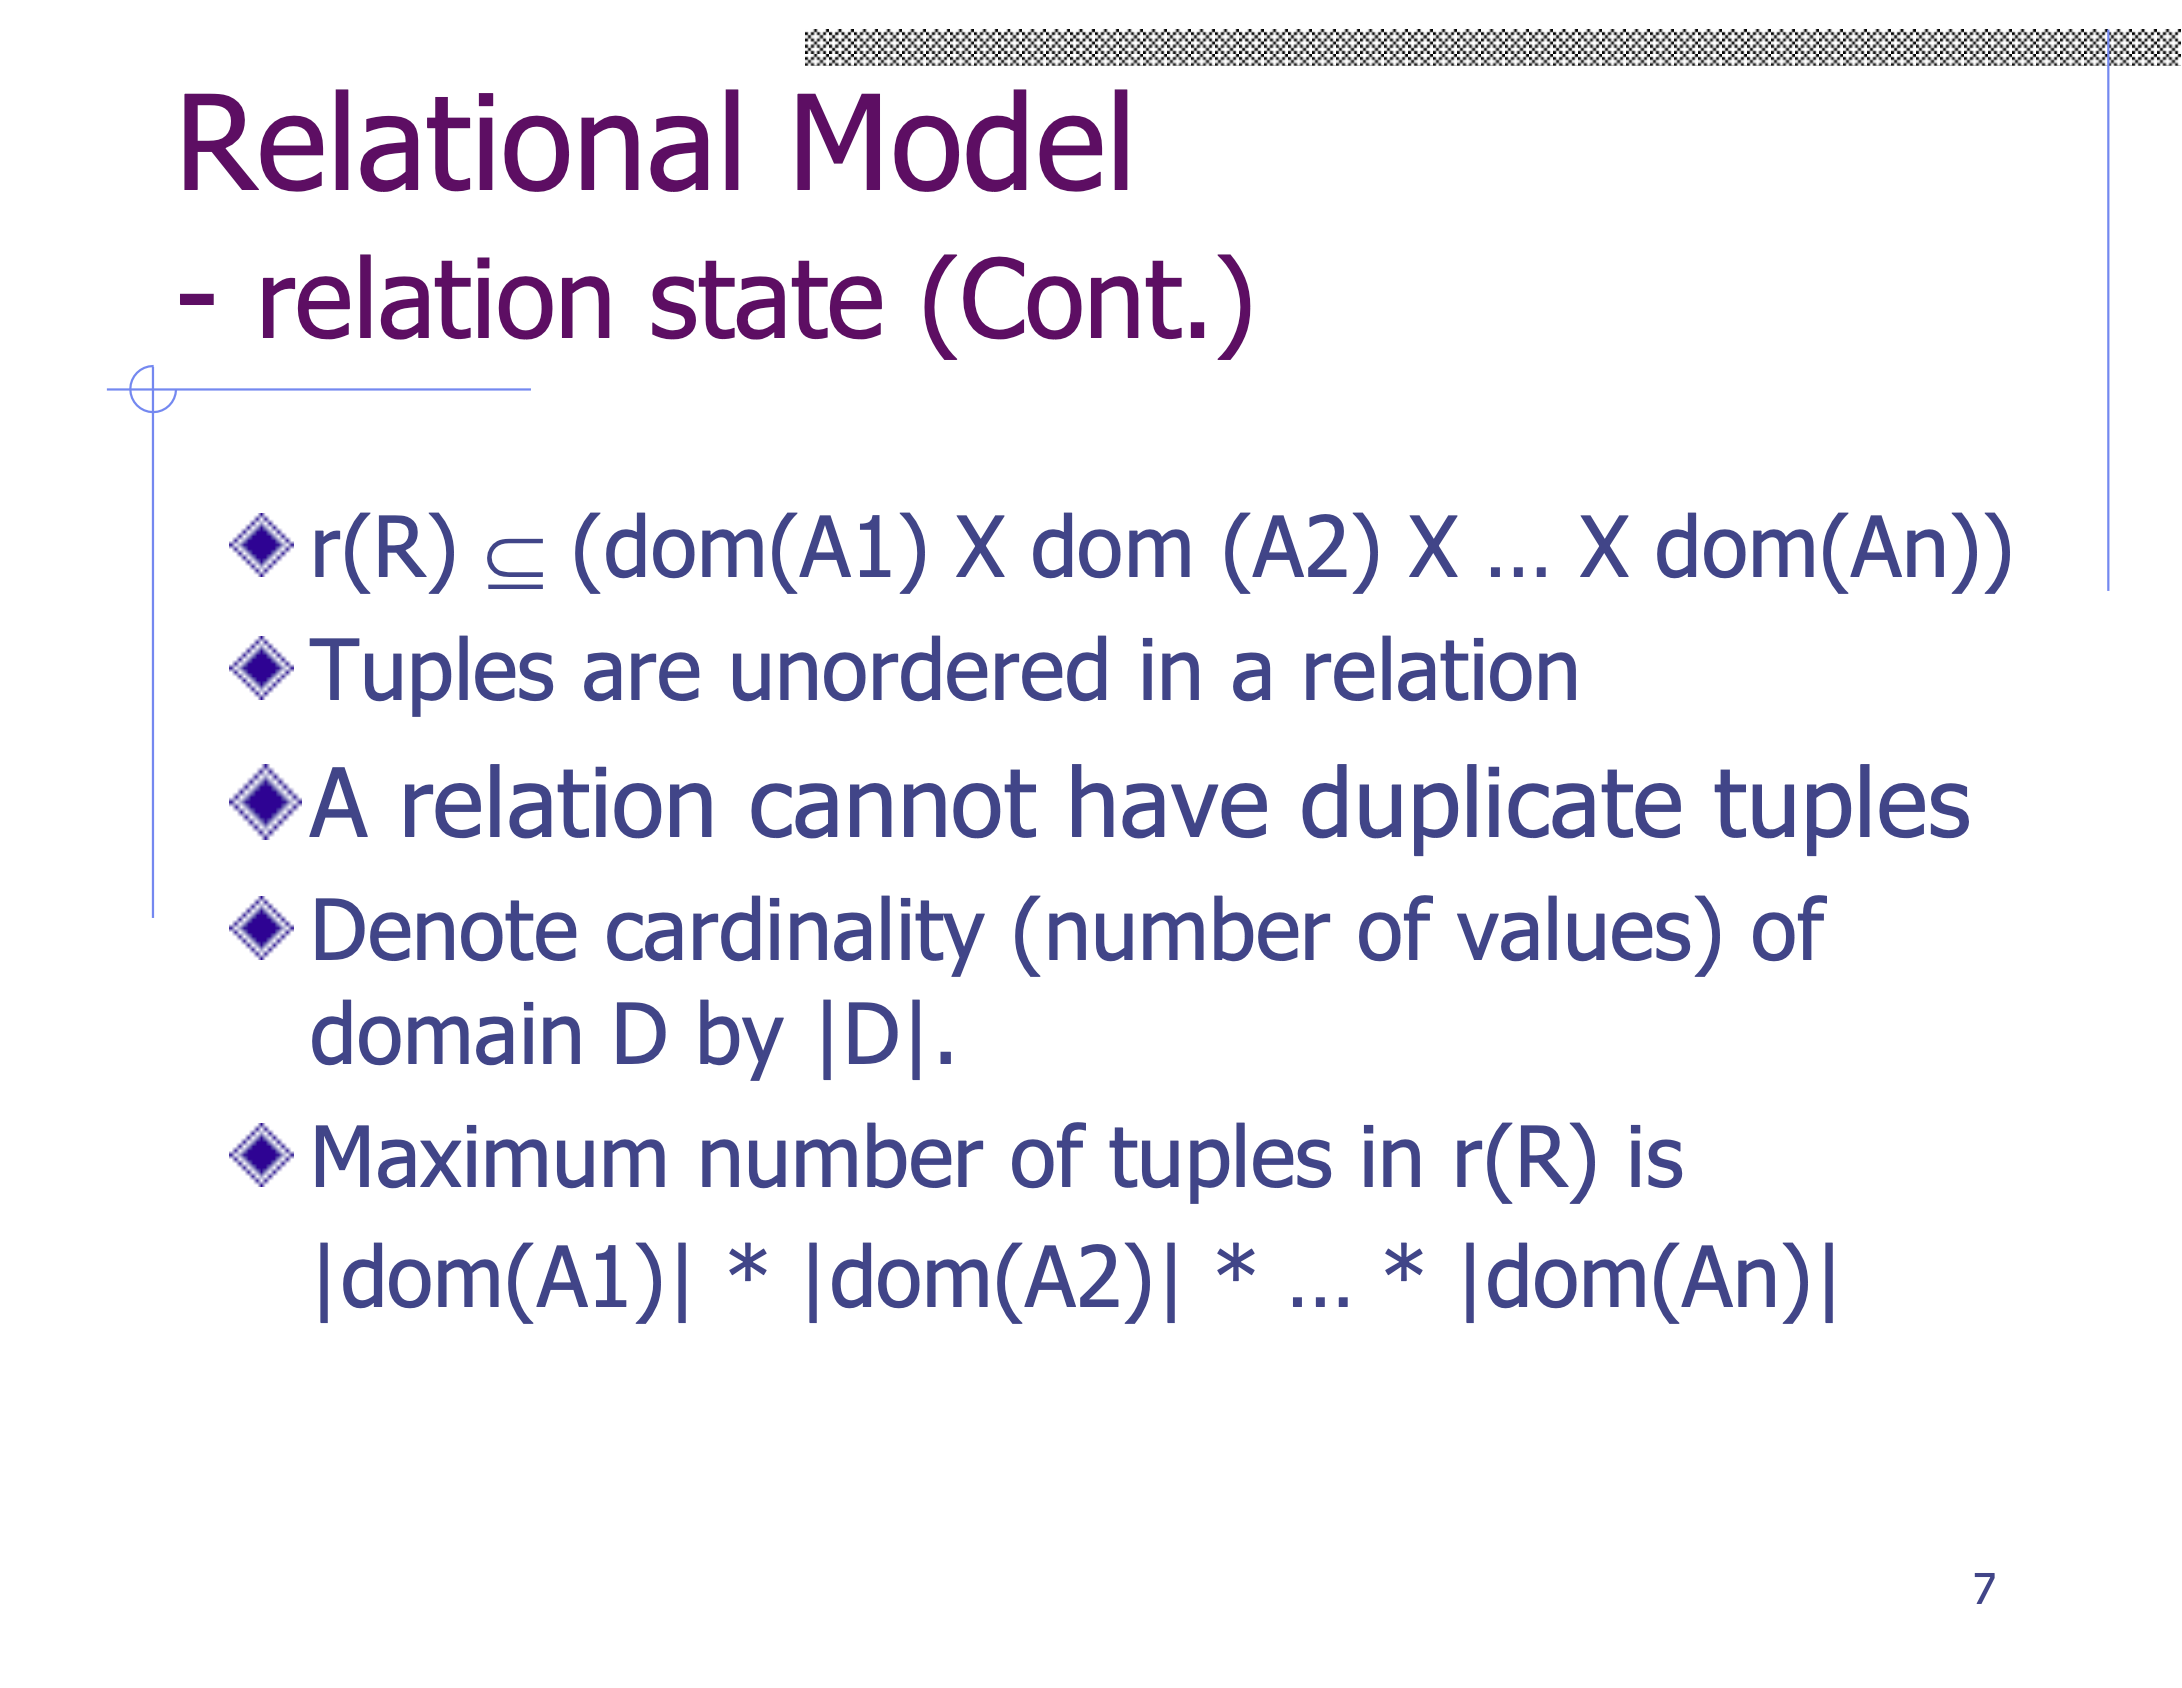 Relational Model
- relation state (Cont.)
r(R) ⊆ (dom(A1) X dom (A2) X … X dom(An))
Tuples are unordered in a relation
A relation cannot have duplicate tuples
Denote cardinality (number of values) of
domain D by |D|.
Maximum number of tuples in r(R) is
|dom(A1)| * |dom(A2)| * … * |dom(An)|
7